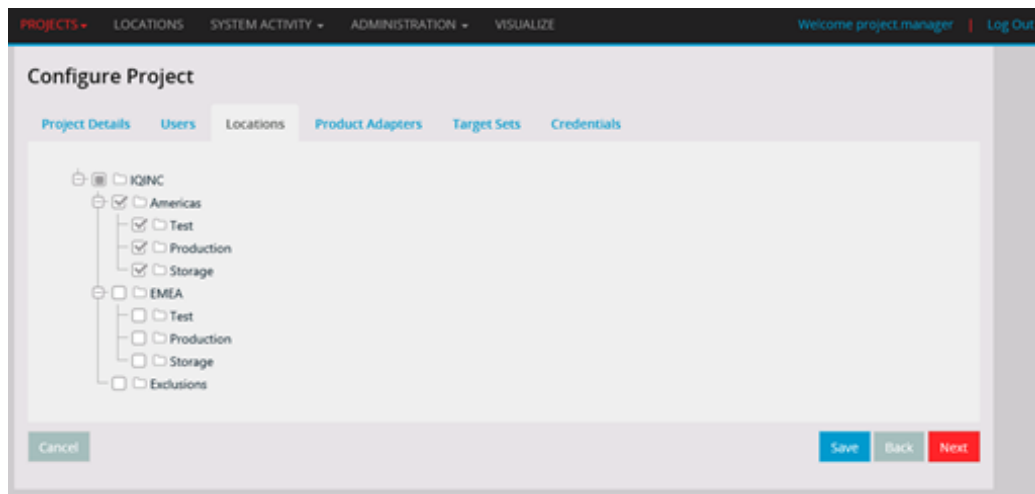 PROJECTS LOCATIONS SYSTEM ACTIVITY ADMINISTRATION VISUALIZE Welcome project.manager | Log Out
Configure Project
Project Details Users Locations Product Adapters Target Sets Credentials
IQINC
Americas
Test
Production
Storage
EMEA
Test
Production
Storage
Exclusions
Cancel Save Back Next